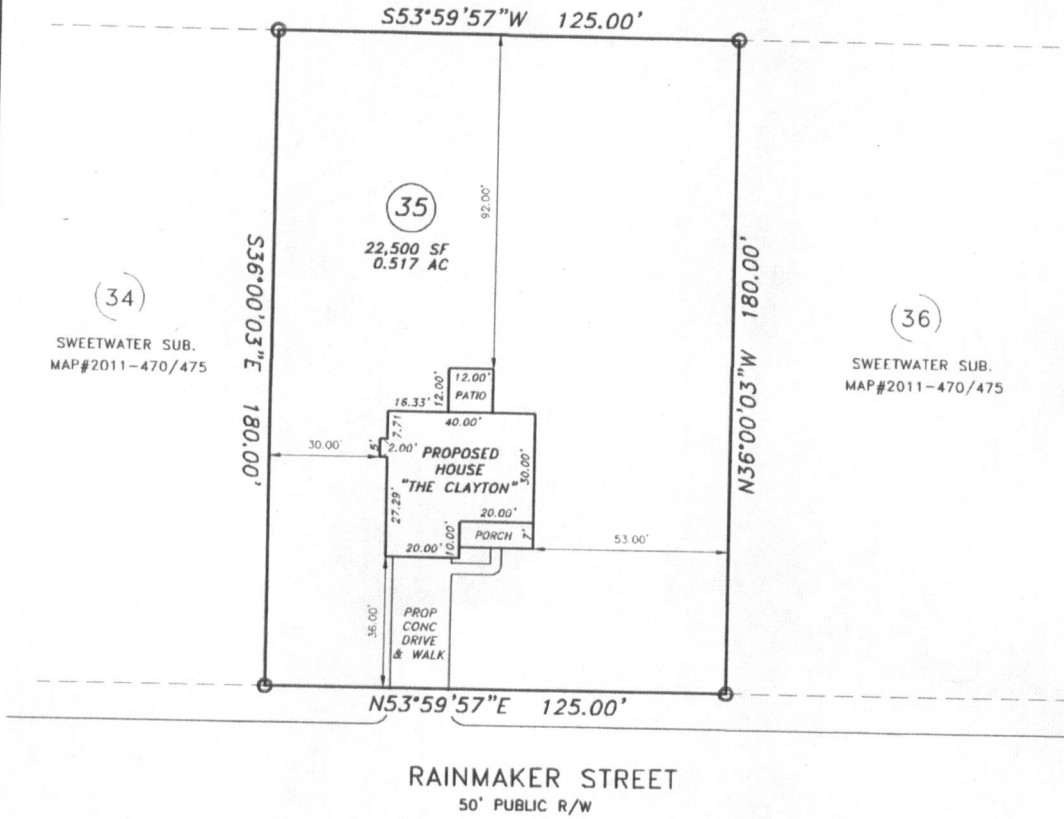 S53°59'57"W 125.00'
92.00'
35
22,500 SF
0.517 AC
S36°00'03"E 180.00'
N36°00'03"W 180.00'
34
SWEETWATER SUB.
MAP#2011-470/475
36
SWEETWATER SUB.
MAP#2011-470/475
12.00'
12.00'
PATIO
16.33'
40.00'
7.71
5'
2.00'
30.00'
PROPOSED
HOUSE
"THE CLAYTON"
30.00'
27.29'
20.00'
PORCH
7'
10.00'
20.00'
53.00'
36.00'
PROP
CONC
DRIVE
& WALK
N53°59'57"E 125.00'
RAINMAKER STREET
50' PUBLIC R/W